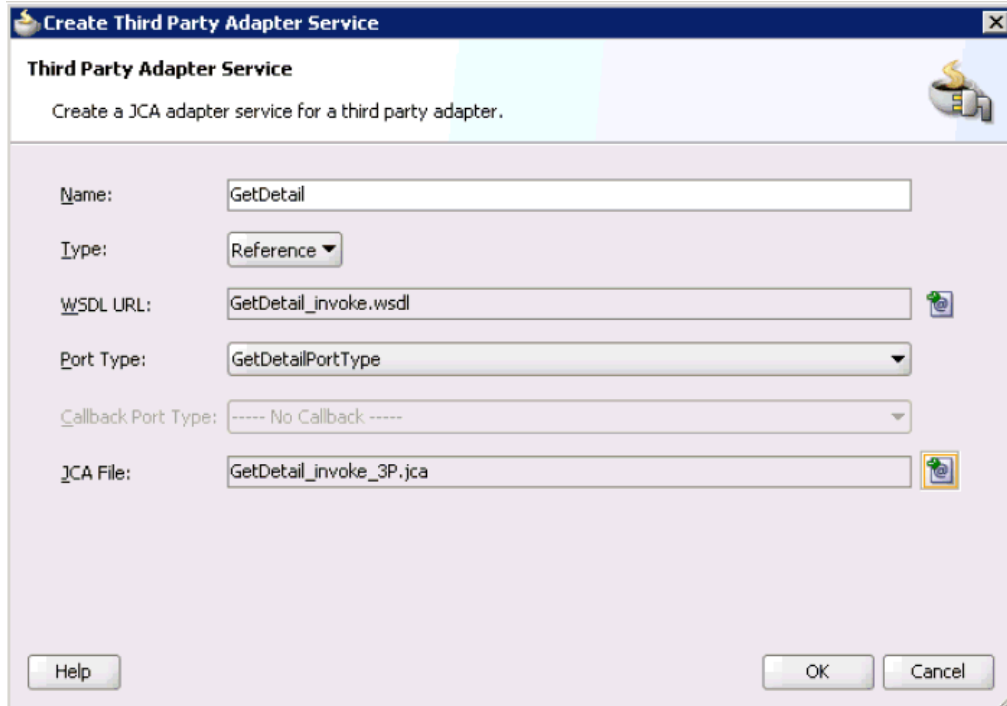 Create Third Party Adapter Service
Third Party Adapter Service
Create a JCA adapter service for a third party adapter.
Name: GetDetail
Type: Reference
WSDL URL: GetDetail_invoke.wsdl
Port Type: GetDetailPortType
Callback Port Type: ----- No Callback -----
JCA File: GetDetail_invoke_3P.jca
Help OK Cancel